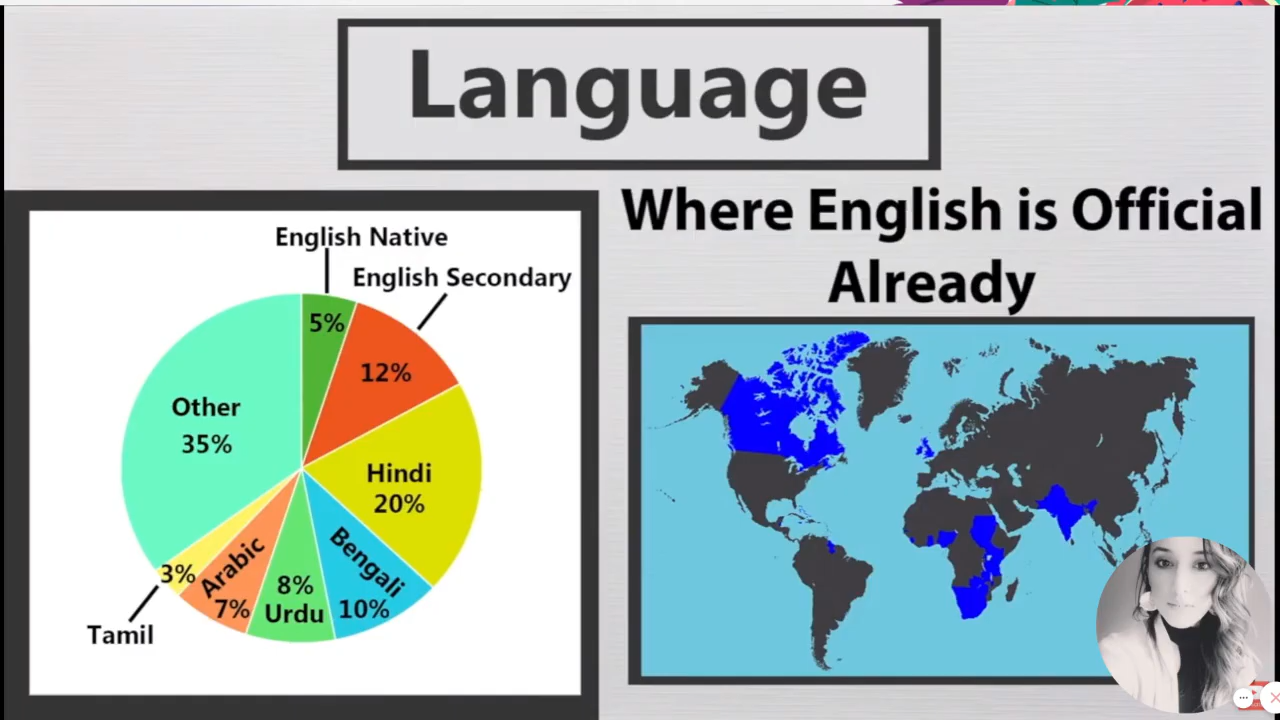 Language
Where English is Official
Already
English Native
English Secondary
5%
12%
Other
35%
Hindi
20%
Bengali
10%
8%
Urdu
Arabic
7%
3%
Tamil